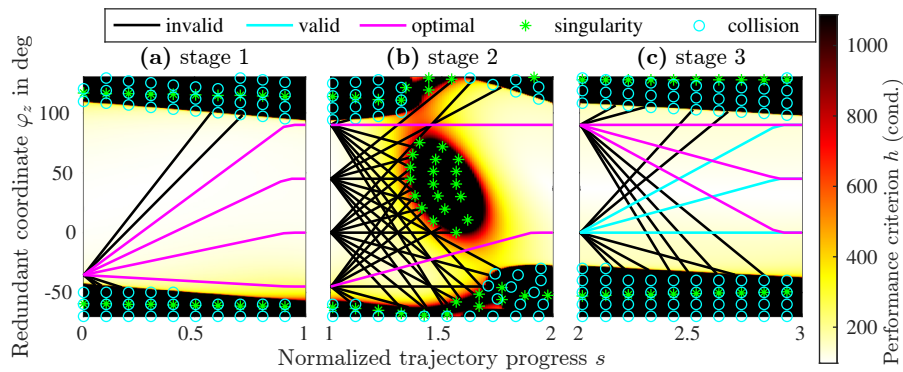 invalid valid optimal singularity collision
(a) stage 1 (b) stage 2 (c) stage 3
Redundant coordinate φz in deg
100
50
0
-50
0 0.5 1 1 1.5 2 2 2.5 3
Normalized trajectory progress s
1000
800
600
400
200
Performance criterion h (cond.)